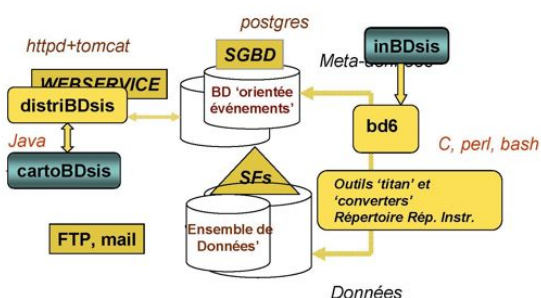 postgres
httpd+tomcat
SGBD
inBDsis
Meta-données
WEBSERVICE
distriBDsis
BD 'orientée
événements'
bd6
Java
C, perl, bash
cartoBDsis
SFs
Outils 'titan' et
'converters'
Répertoire Rép. Instr.
'Ensemble de
Données'
FTP, mail
Données